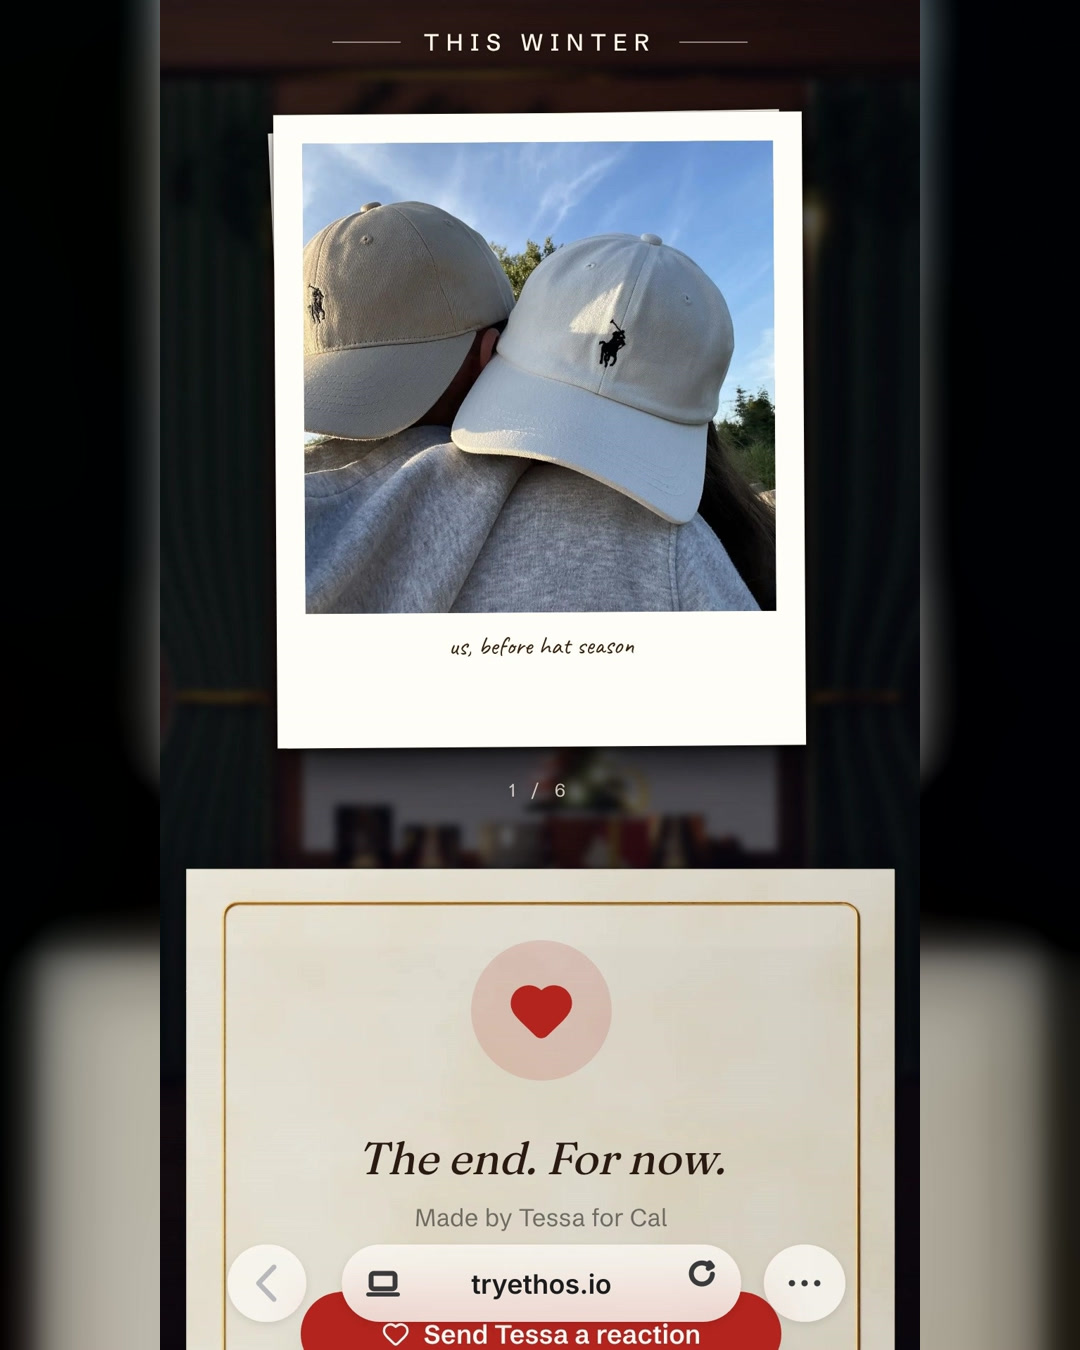 THIS WINTER
us, before hat season
1 / 6
The end. For now.
Made by Tessa for Cal
tryethos.io
Send Tessa a reaction